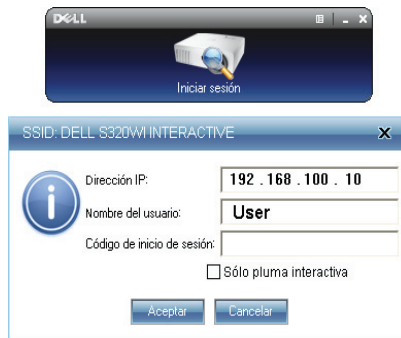 DELL
Iniciar sesión
SSID: DELL S320WI INTERACTIVE
Dirección IP: 192 . 168 . 100 . 10
Nombre del usuario: User
Código de inicio de sesión:
Sólo pluma interactiva
Aceptar Cancelar